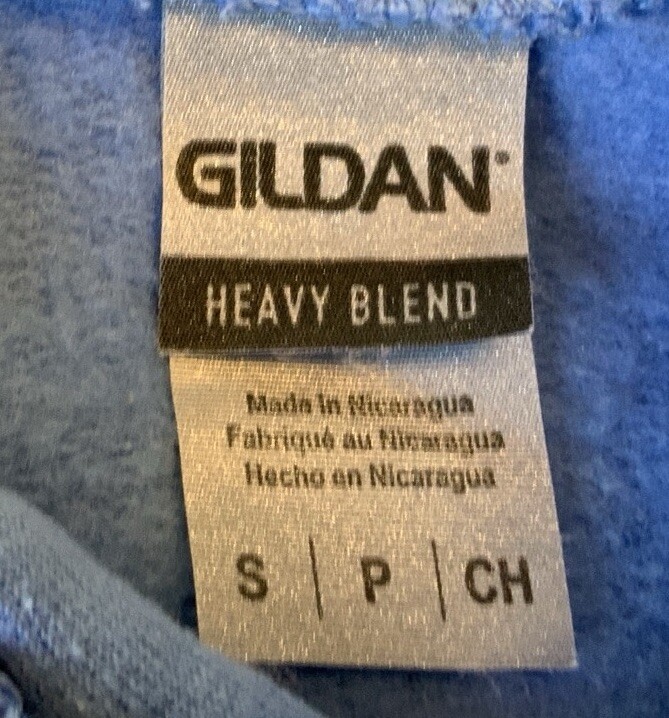 GILDAN®
HEAVY BLEND
Made in Nicaragua
Fabriqué au Nicaragua
Hecho en Nicaragua
S | P | CH